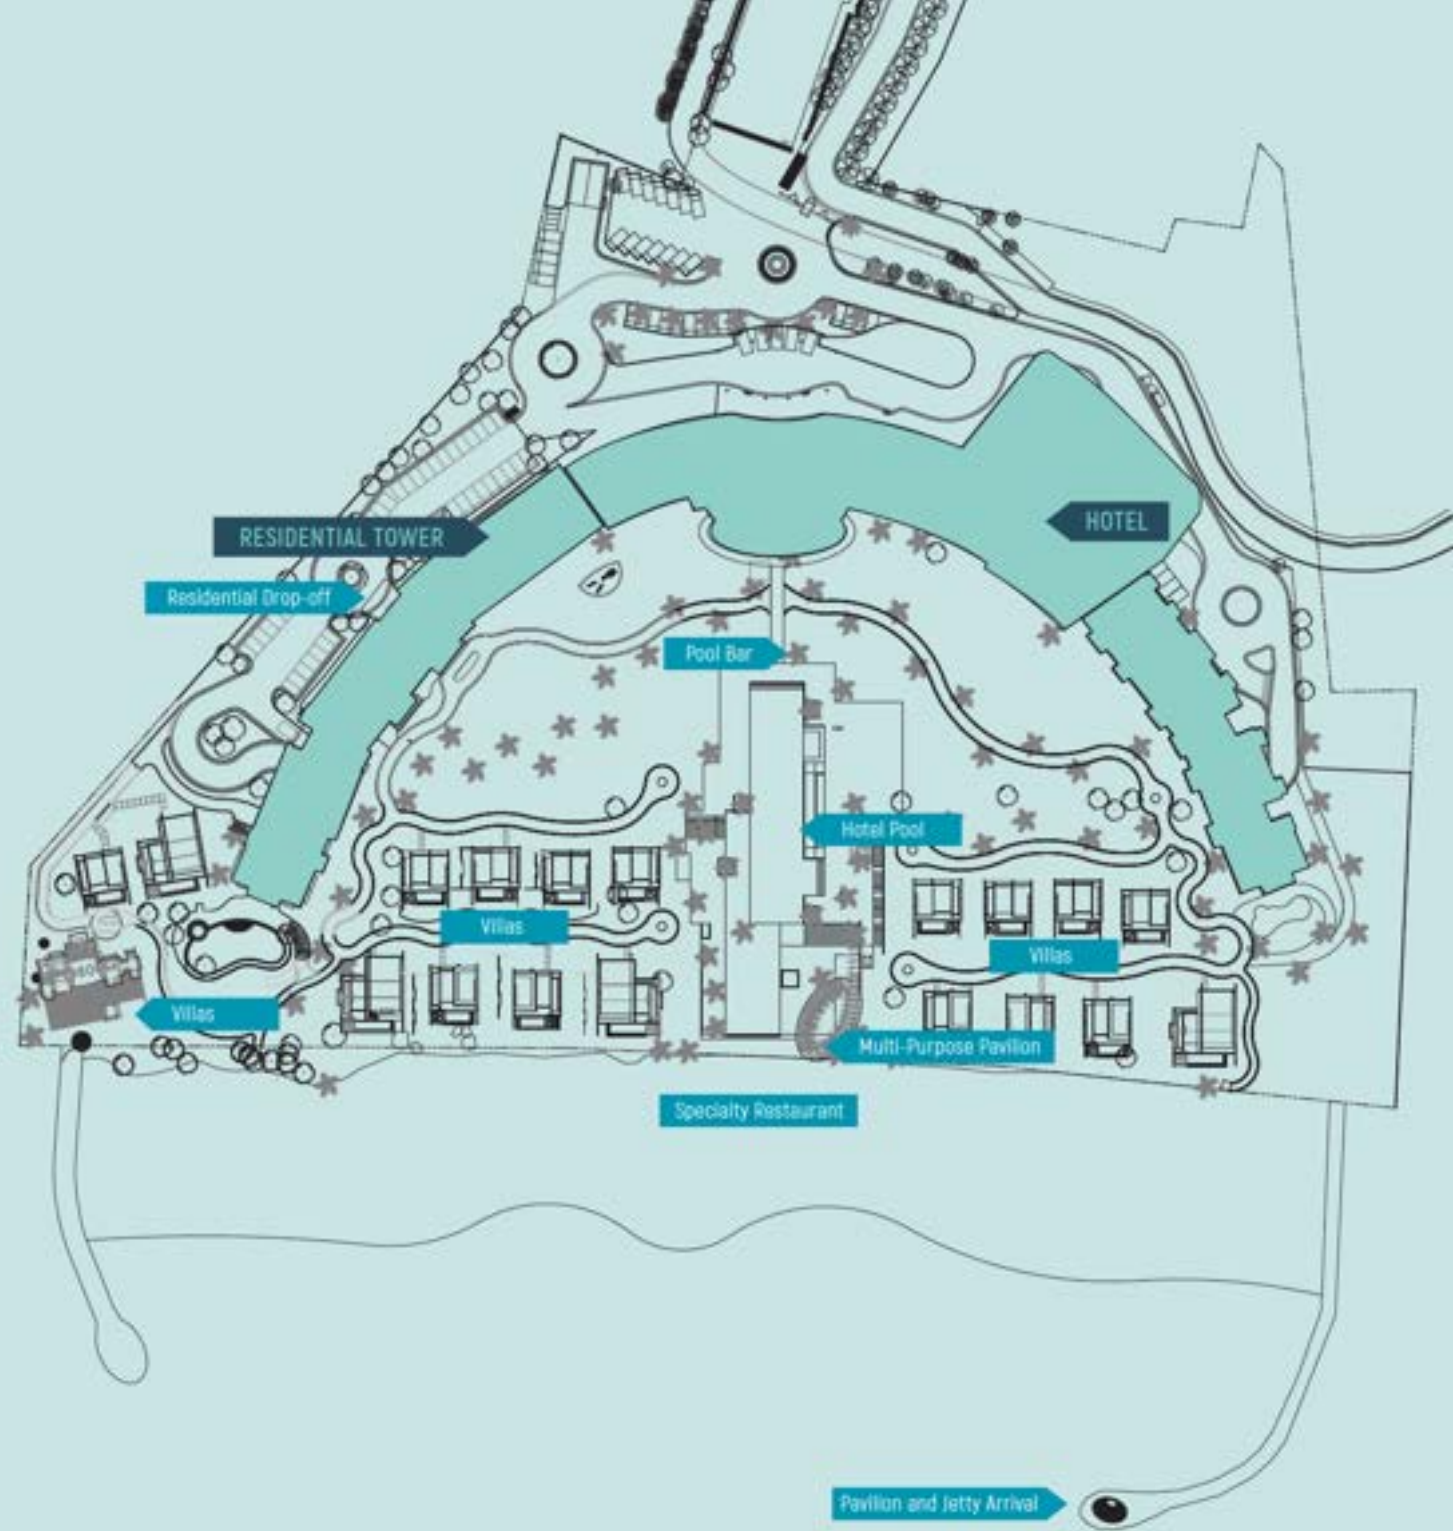 RESIDENTIAL TOWER
HOTEL
Residential Drop-off
Pool Bar
Hotel Pool
Villas
Villas
Villas
Multi-Purpose Pavilion
Specialty Restaurant
Pavilion and Jetty Arrival